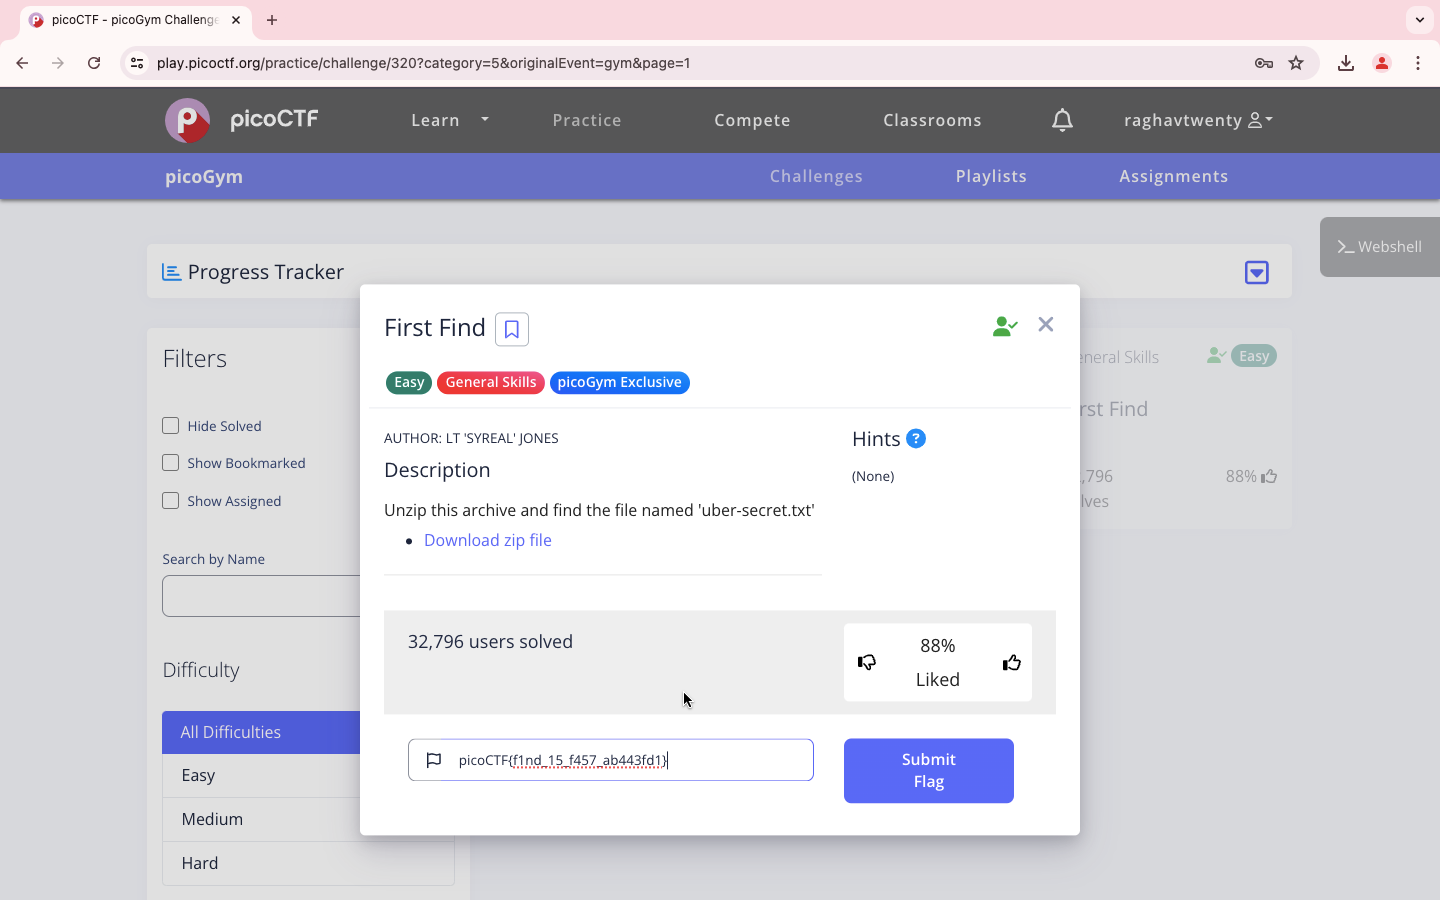 picoCTF - picoGym Challenge
play.picoctf.org/practice/challenge/320?category=5&originalEvent=gym&page=1
picoCTF
Learn
Practice
Compete
Classrooms
raghavtwenty
picoGym
Challenges
Playlists
Assignments
Webshell
Progress Tracker
Filters
Hide Solved
Show Bookmarked
Show Assigned
Search by Name
Difficulty
All Difficulties
Easy
Medium
Hard
First Find
Easy
General Skills
picoGym Exclusive
AUTHOR: LT 'SYREAL' JONES
Description
Unzip this archive and find the file named 'uber-secret.txt'
Download zip file
Hints ?
(None)
32,796 users solved
88%
Liked
picoCTF{f1nd_15_f457_ab443fd1}
Submit
Flag
eneral Skills
Easy
rst Find
,796
lves
88%